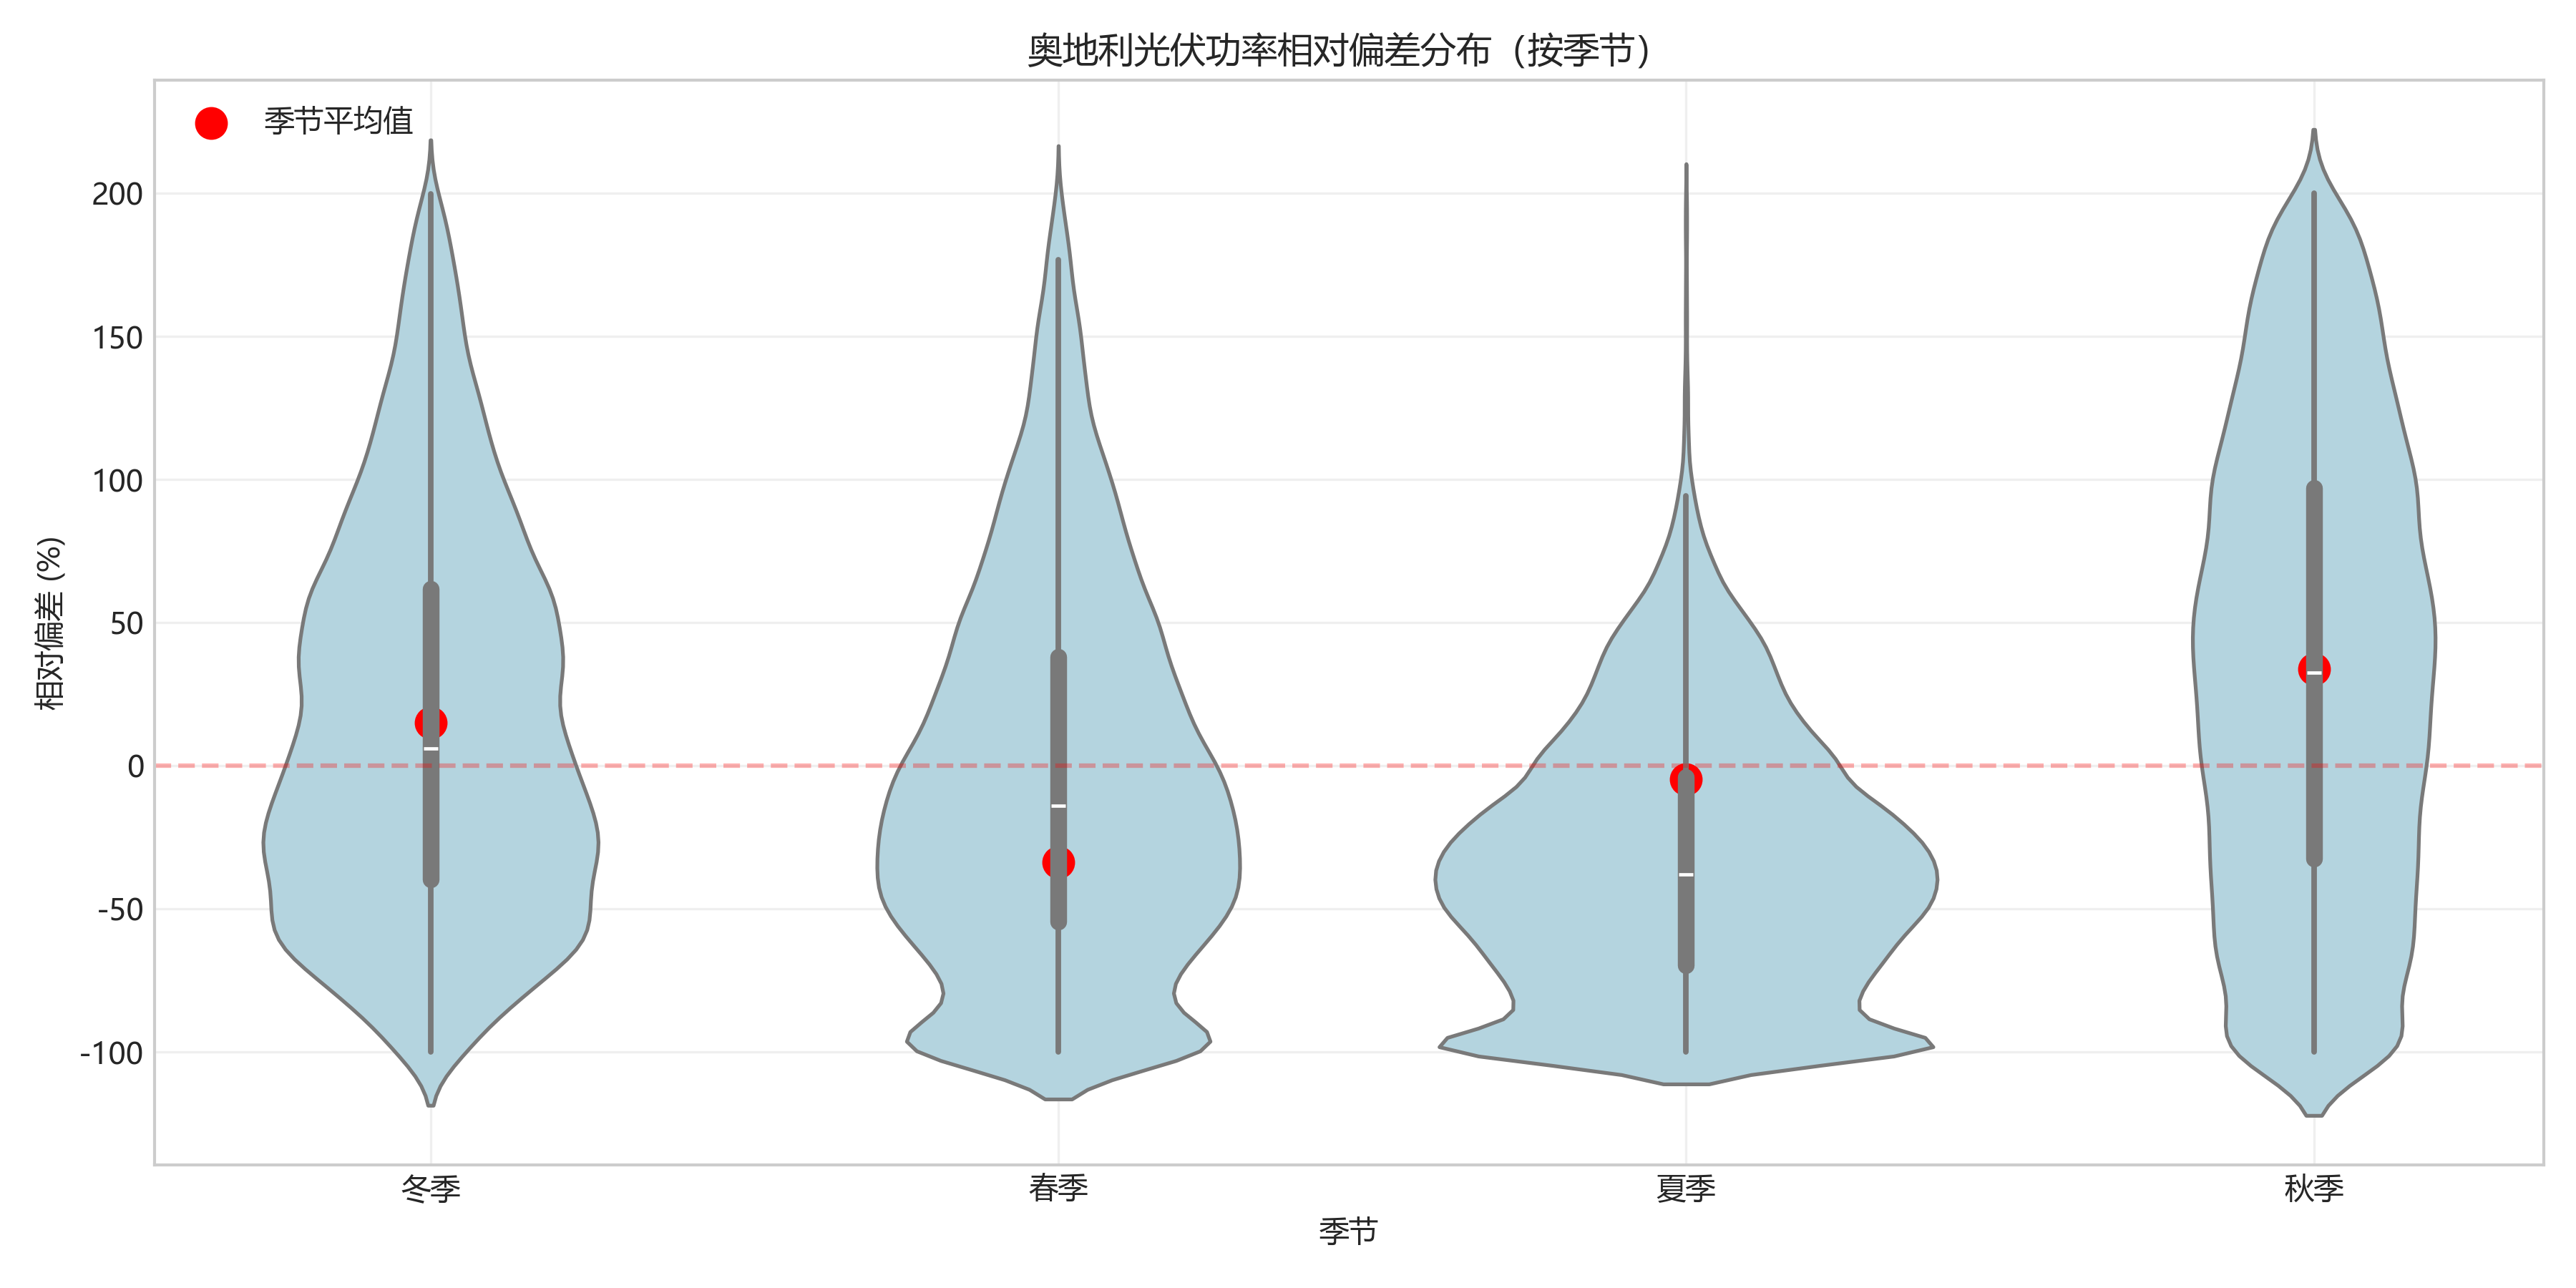 奥地利光伏功率相对偏差分布（按季节）
季节平均值
200
150
100
50
0
-50
-100
相对偏差 (%)
冬季
春季
夏季
秋季
季节